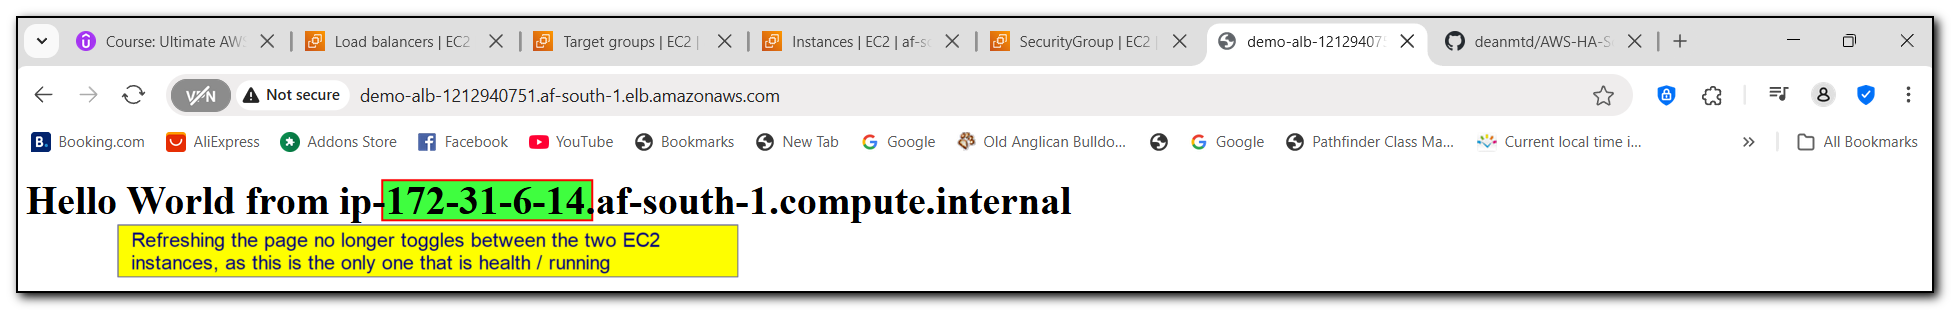 Course: Ultimate AWS
Load balancers | EC2
Target groups | EC2 |
Instances | EC2 | af-so
SecurityGroup | EC2 |
demo-alb-121294075
deanmtd/AWS-HA-S
VPN
Not secure
demo-alb-1212940751.af-south-1.elb.amazonaws.com
B.
Booking.com
AliExpress
Addons Store
Facebook
YouTube
Bookmarks
New Tab
Google
Old Anglican Bulldo...
Google
Pathfinder Class Ma...
Current local time i...
All Bookmarks
Hello World from ip-172-31-6-14.af-south-1.compute.internal
Refreshing the page no longer toggles between the two EC2
instances, as this is the only one that is health / running